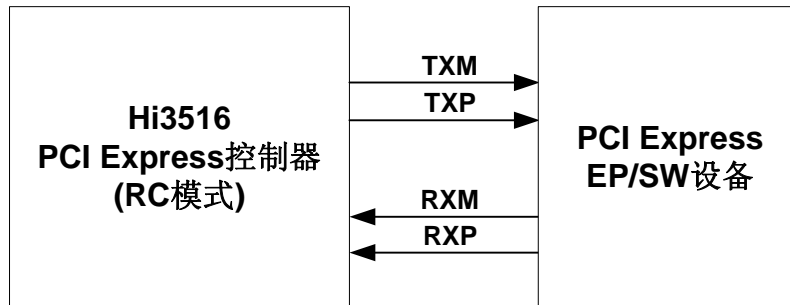 Hi3516
PCI Express控制器
(RC模式)
TXM
TXP
RXM
RXP
PCI Express
EP/SW设备